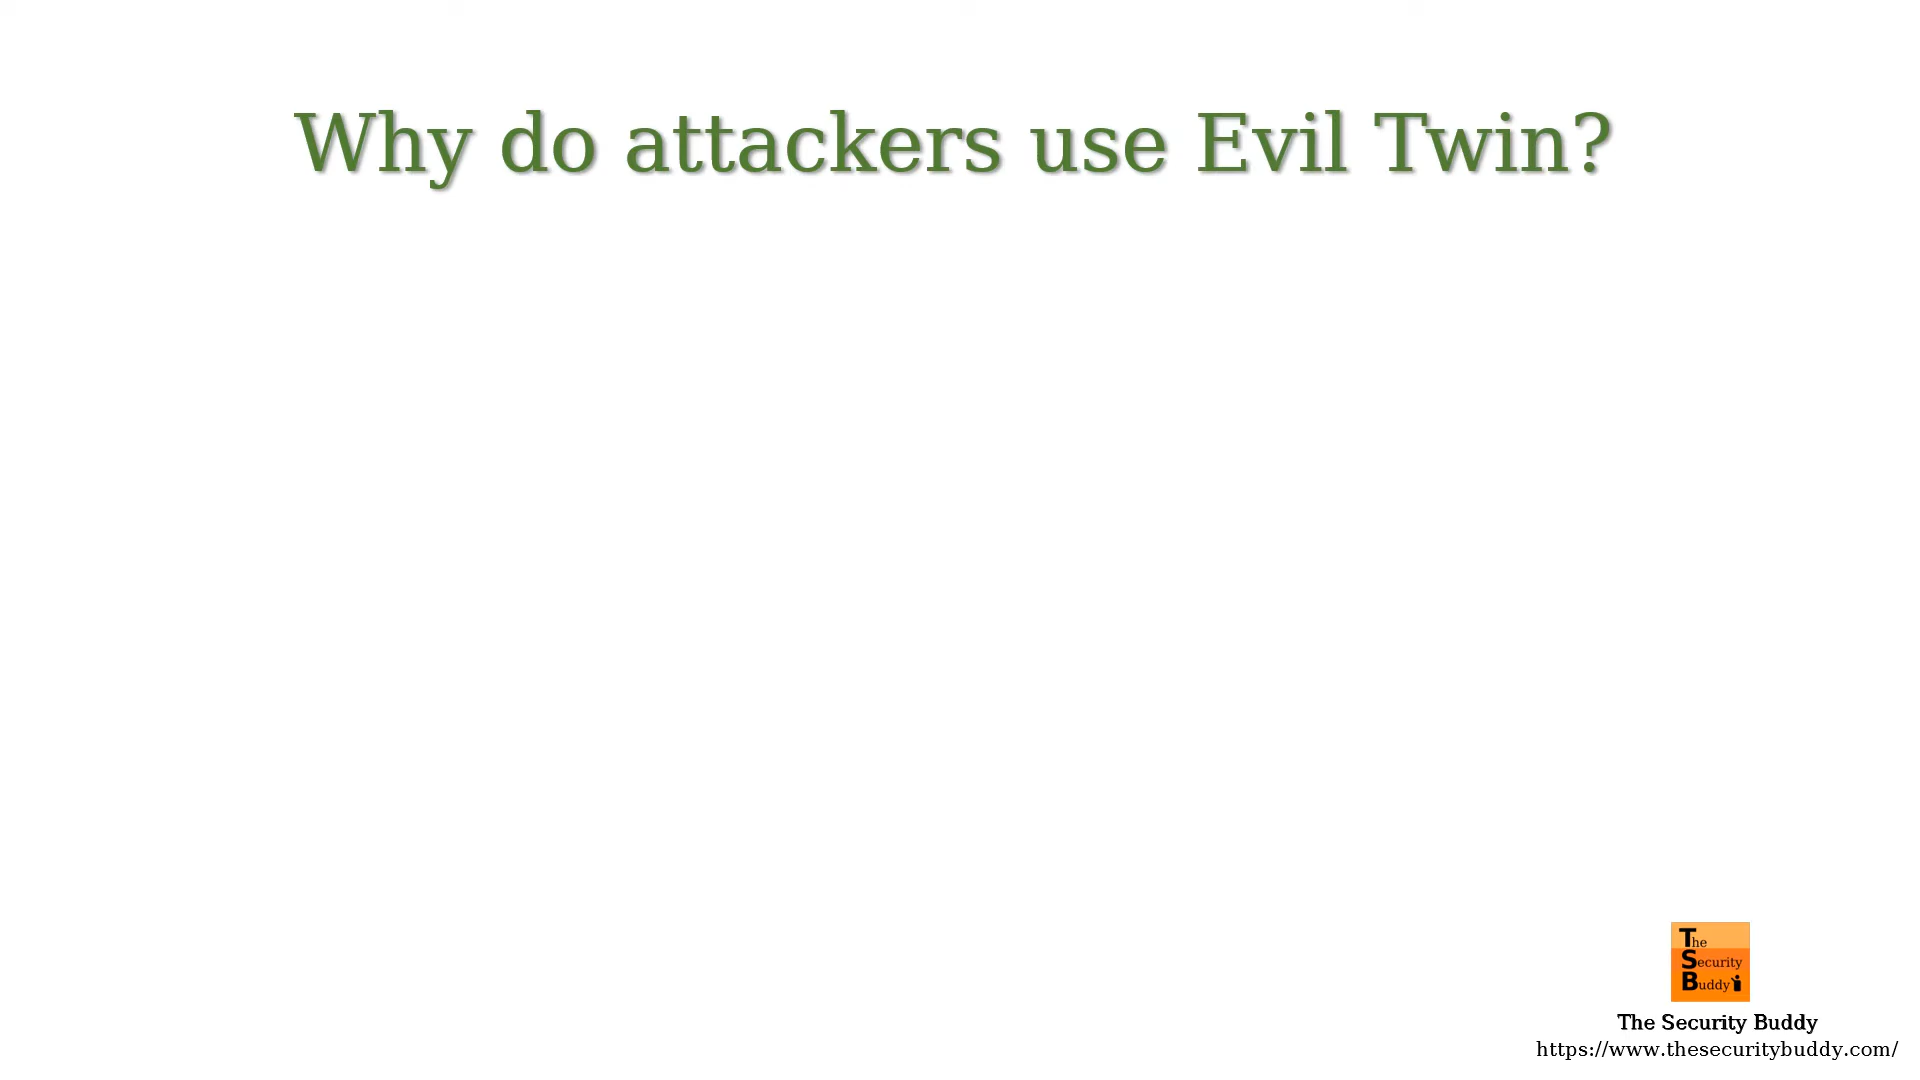 Why do attackers use Evil Twin?
The
Security
Buddy
The Security Buddy
https://www.thesecuritybuddy.com/